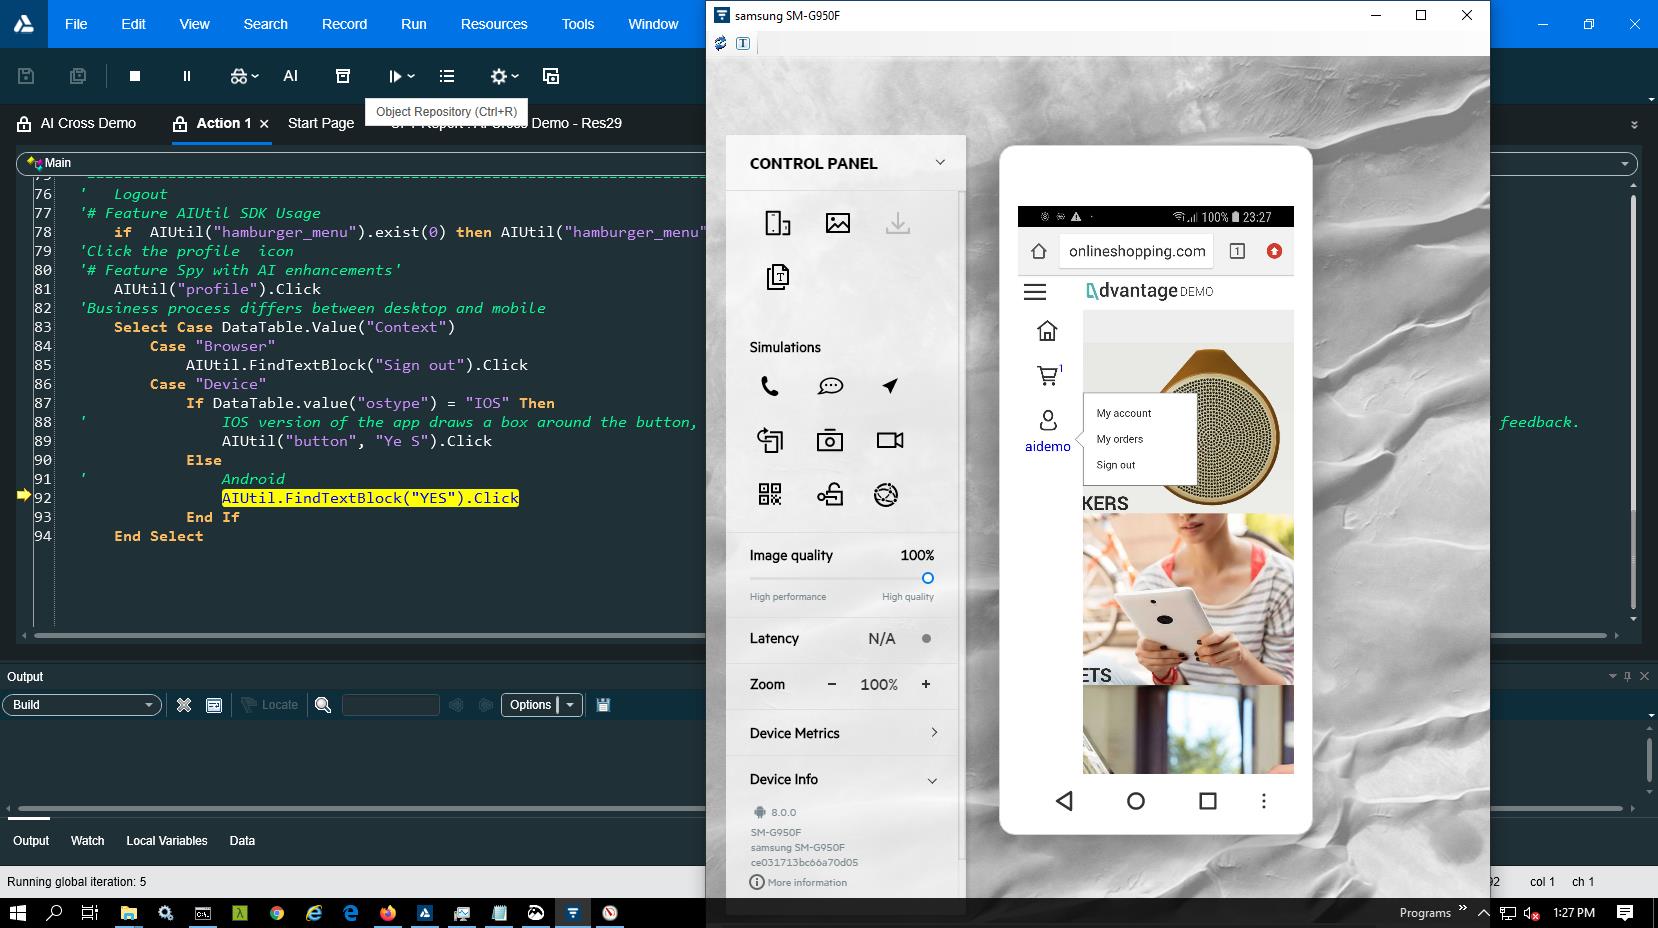 File Edit View Search Record Run Resources Tools Window
samsung SM-G950F
AI
Object Repository (Ctrl+R)
AI Cross Demo Action 1 Start Page Cross Demo - Res29
Main
76 ' Logout
77 '# Feature AIUtil SDK Usage
78 if AIUtil("hamburger_menu").exist(0) then AIUtil("hamburger_menu"
79 'Click the profile icon
80 '# Feature Spy with AI enhancements'
81 AIUtil("profile").Click
82 'Business process differs between desktop and mobile
83 Select Case DataTable.Value("Context")
84 Case "Browser"
85 AIUtil.FindTextBlock("Sign out").Click
86 Case "Device"
87 If DataTable.value("ostype") = "IOS" Then
88 ' IOS version of the app draws a box around the button, feedback.
89 AIUtil("button", "Ye S").Click
90 Else
91 ' Android
92 AIUtil.FindTextBlock("YES").Click
93 End If
94 End Select
Output
Build
Locate
Options
Output Watch Local Variables Data
Running global iteration: 5
CONTROL PANEL
T
Simulations
Image quality 100%
High performance High quality
Latency N/A
Zoom − 100% +
Device Metrics
Device Info
8.0.0
SM-G950F
samsung SM-G950F
ce031713bc66a70d05
More information
100% 23:27
onlineshopping.com 1
dvantage DEMO
1
My account
aidemo My orders
Sign out
KERS
ETS
92 col 1 ch 1
Programs 1:27 PM